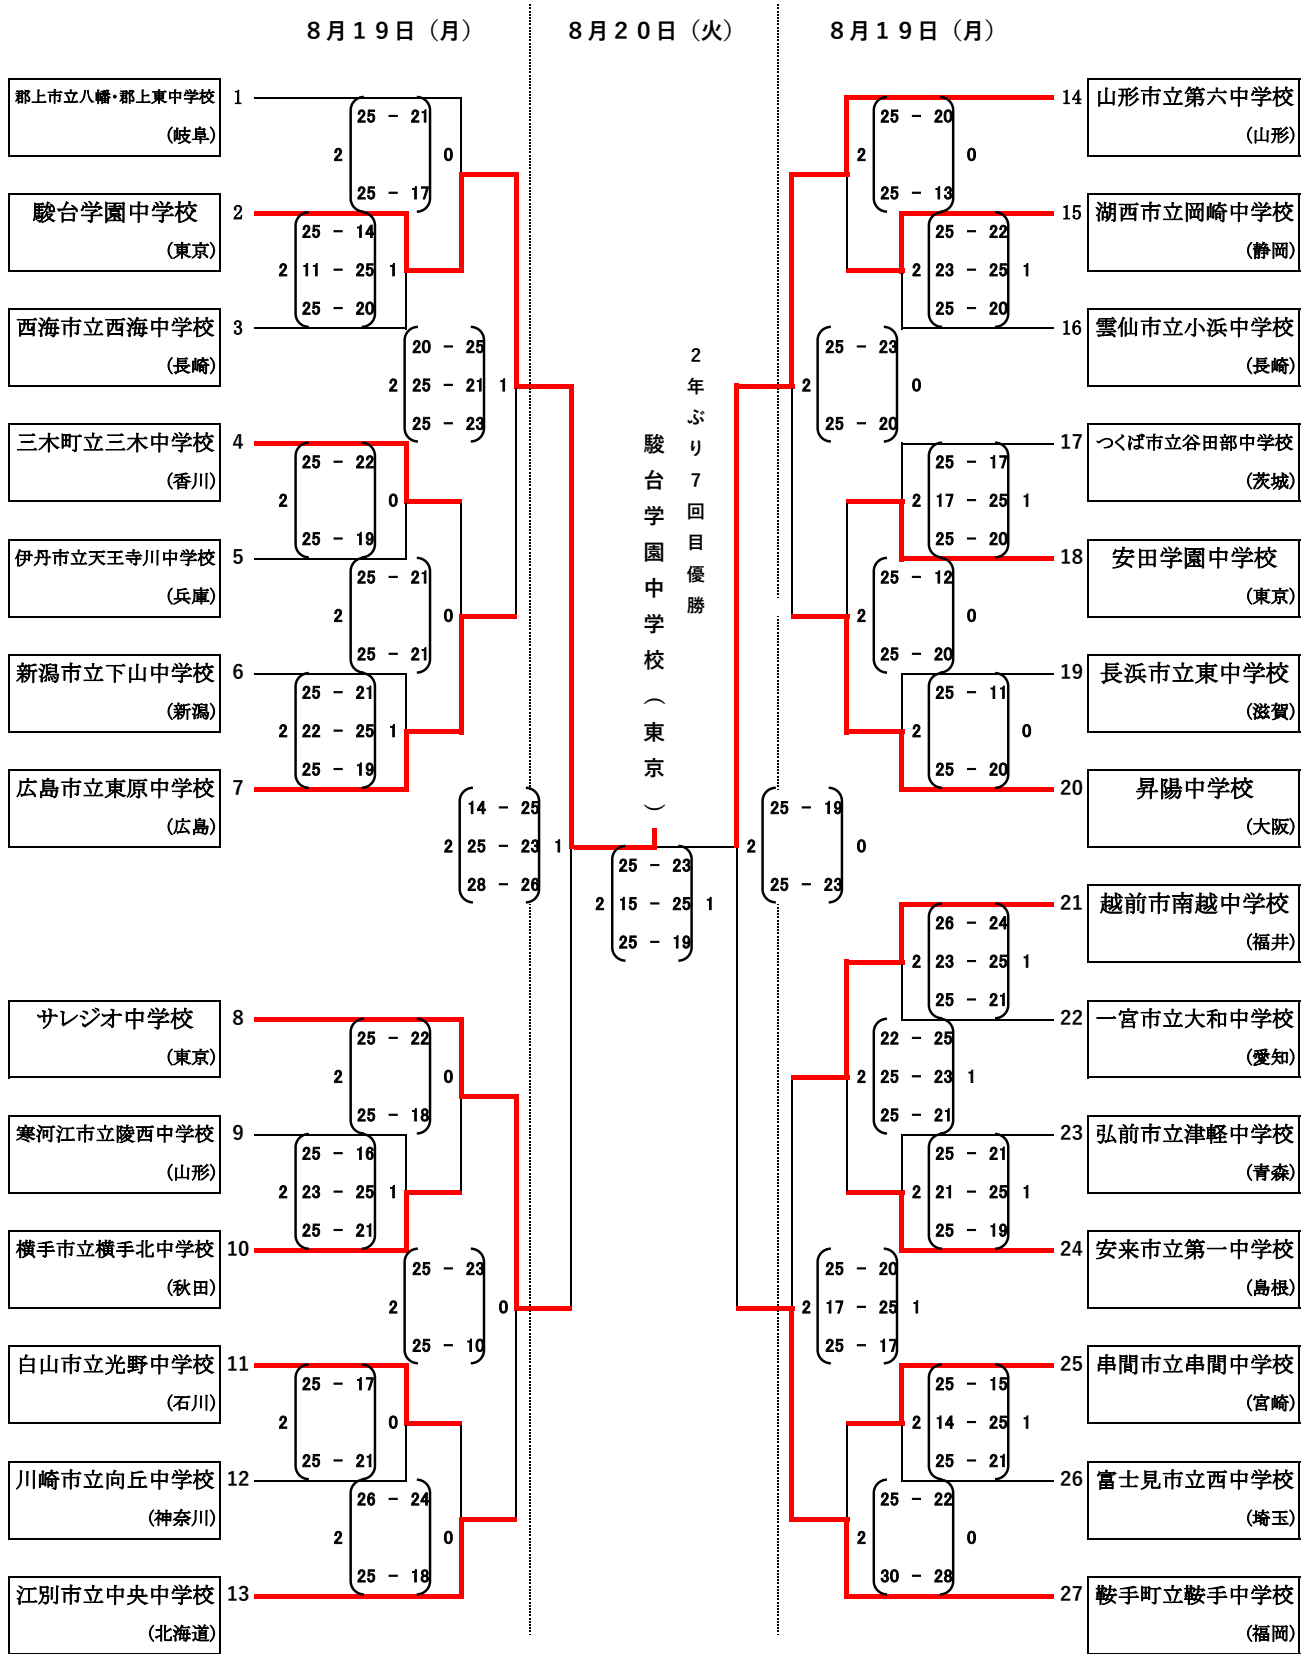 ８月１９日（月）
８月２０日（火）
８月１９日（月）
郡上市立八幡・郡上東中学校
(岐阜)
1
25 － 21
2
0
25 － 17
駿台学園中学校
(東京)
2
25 － 14
2
11 － 25
1
25 － 20
西海市立西海中学校
(長崎)
3
20 － 25
2
25 － 21
1
25 － 23
三木町立三木中学校
(香川)
4
25 － 22
2
0
25 － 19
伊丹市立天王寺川中学校
(兵庫)
5
25 － 21
2
0
25 － 21
新潟市立下山中学校
(新潟)
6
25 － 21
2
22 － 25
1
25 － 19
広島市立東原中学校
(広島)
7
14 － 25
2
25 － 23
1
28 － 26
サレジオ中学校
(東京)
8
25 － 22
2
0
25 － 18
寒河江市立陵西中学校
(山形)
9
25 － 16
2
23 － 25
1
25 － 21
横手市立横手北中学校
(秋田)
10
25 － 23
2
0
25 － 10
白山市立光野中学校
(石川)
11
25 － 17
2
0
25 － 21
川崎市立向丘中学校
(神奈川)
12
26 － 24
2
0
25 － 18
江別市立中央中学校
(北海道)
13
２年ぶり７回目優勝
駿台学園中学校（東京）
25 － 23
2
15 － 25
1
25 － 19
14
山形市立第六中学校
(山形)
25 － 20
2
0
25 － 13
15
湖西市立岡崎中学校
(静岡)
25 － 22
2
23 － 25
1
25 － 20
16
雲仙市立小浜中学校
(長崎)
25 － 23
2
0
25 － 20
17
つくば市立谷田部中学校
(茨城)
25 － 17
2
17 － 25
1
25 － 20
18
安田学園中学校
(東京)
25 － 12
2
0
25 － 20
19
長浜市立東中学校
(滋賀)
25 － 11
2
0
25 － 20
20
昇陽中学校
(大阪)
25 － 19
2
0
25 － 23
21
越前市南越中学校
(福井)
26 － 24
2
23 － 25
1
25 － 21
22
一宮市立大和中学校
(愛知)
22 － 25
2
25 － 23
1
25 － 21
23
弘前市立津軽中学校
(青森)
25 － 21
2
21 － 25
1
25 － 19
24
安来市立第一中学校
(島根)
25 － 20
2
17 － 25
1
25 － 17
25
串間市立串間中学校
(宮崎)
25 － 15
2
14 － 25
1
25 － 21
26
富士見市立西中学校
(埼玉)
25 － 22
2
0
30 － 28
27
鞍手町立鞍手中学校
(福岡)